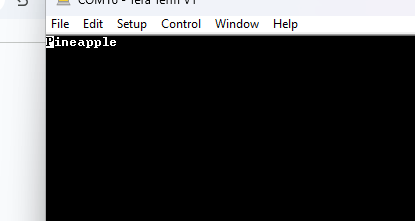 COM10 - Tera Term VT
File Edit Setup Control Window Help
Pineapple